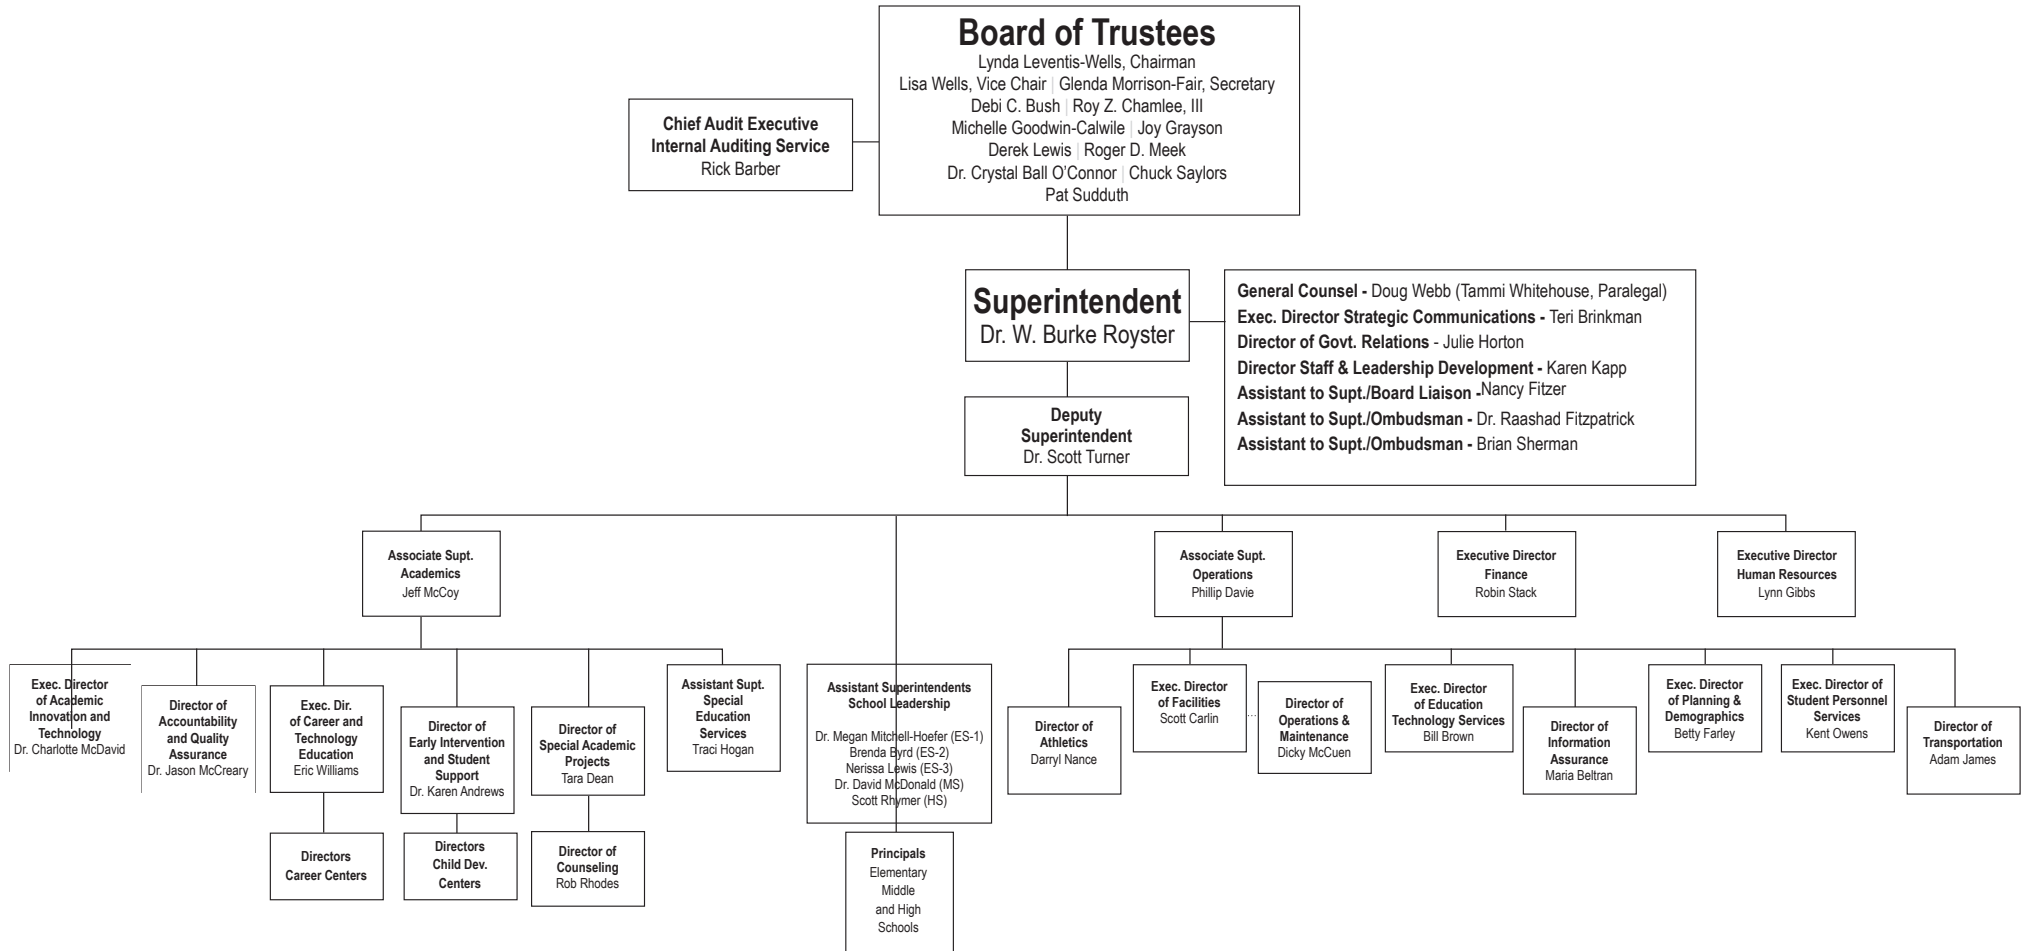 Board of Trustees
Lynda Leventis-Wells, Chairman
Lisa Wells, Vice Chair | Glenda Morrison-Fair, Secretary
Debi C. Bush | Roy Z. Chamlee, III
Michelle Goodwin-Calwile | Joy Grayson
Derek Lewis | Roger D. Meek
Dr. Crystal Ball O'Connor | Chuck Saylors
Pat Sudduth
Chief Audit Executive
Internal Auditing Service
Rick Barber
Superintendent
Dr. W. Burke Royster
General Counsel - Doug Webb (Tammi Whitehouse, Paralegal)
Exec. Director Strategic Communications - Teri Brinkman
Director of Govt. Relations - Julie Horton
Director Staff & Leadership Development - Karen Kapp
Assistant to Supt./Board Liaison -Nancy Fitzer
Assistant to Supt./Ombudsman - Dr. Raashad Fitzpatrick
Assistant to Supt./Ombudsman - Brian Sherman
Deputy
Superintendent
Dr. Scott Turner
Associate Supt.
Academics
Jeff McCoy
Associate Supt.
Operations
Phillip Davie
Executive Director
Finance
Robin Stack
Executive Director
Human Resources
Lynn Gibbs
Exec. Director
of Academic
Innovation and
Technology
Dr. Charlotte McDavid
Director of
Accountability
and Quality
Assurance
Dr. Jason McCreary
Exec. Dir.
of Career and
Technology
Education
Eric Williams
Director of
Early Intervention
and Student
Support
Dr. Karen Andrews
Director of
Special Academic
Projects
Tara Dean
Assistant Supt.
Special
Education
Services
Traci Hogan
Assistant Superintendents
School Leadership
Dr. Megan Mitchell-Hoefer (ES-1)
Brenda Byrd (ES-2)
Nerissa Lewis (ES-3)
Dr. David McDonald (MS)
Scott Rhymer (HS)
Director of
Athletics
Darryl Nance
Exec. Director
of Facilities
Scott Carlin
Director of
Operations &
Maintenance
Dicky McCuen
Exec. Director
of Education
Technology Services
Bill Brown
Director of
Information
Assurance
Maria Beltran
Exec. Director
of Planning &
Demographics
Betty Farley
Exec. Director of
Student Personnel
Services
Kent Owens
Director of
Transportation
Adam James
Directors
Career Centers
Directors
Child Dev.
Centers
Director of
Counseling
Rob Rhodes
Principals
Elementary
Middle
and High
Schools